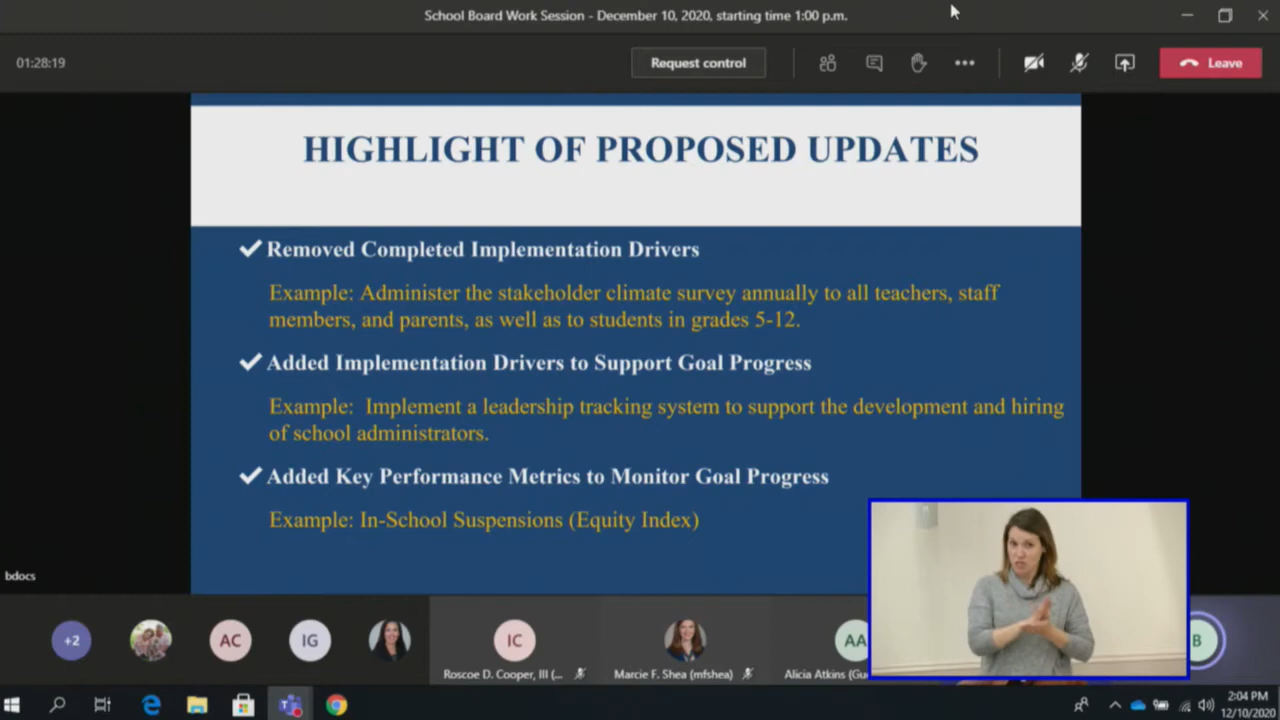 School Board Work Session - December 10, 2020, starting time 1:00 p.m.
01:28:19
Request control
Leave
HIGHLIGHT OF PROPOSED UPDATES
Removed Completed Implementation Drivers
Example: Administer the stakeholder climate survey annually to all teachers, staff
members, and parents, as well as to students in grades 5-12.
Added Implementation Drivers to Support Goal Progress
Example: Implement a leadership tracking system to support the development and hiring
of school administrators.
Added Key Performance Metrics to Monitor Goal Progress
Example: In-School Suspensions (Equity Index)
bdocs
+2
AC
IG
IC
AA
B
Roscoe D. Cooper, III (...
Marcie F. Shea (mfshea)
Alicia Atkins (Gu
2:04 PM
12/10/2020